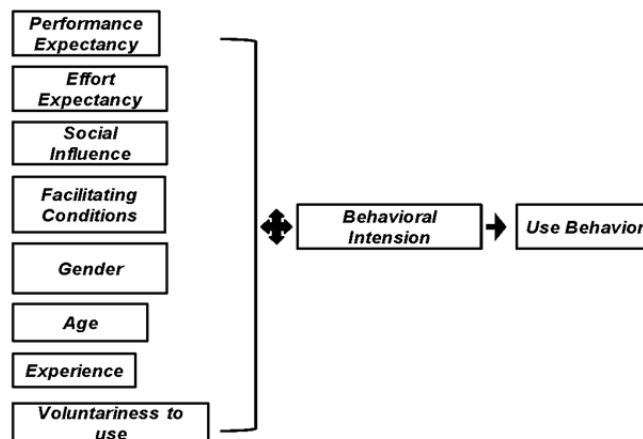 Performance
Expectancy
Effort
Expectancy
Social
Influence
Facilitating
Conditions
Gender
Age
Experience
Voluntariness to
use
Behavioral
Intension
Use Behavior